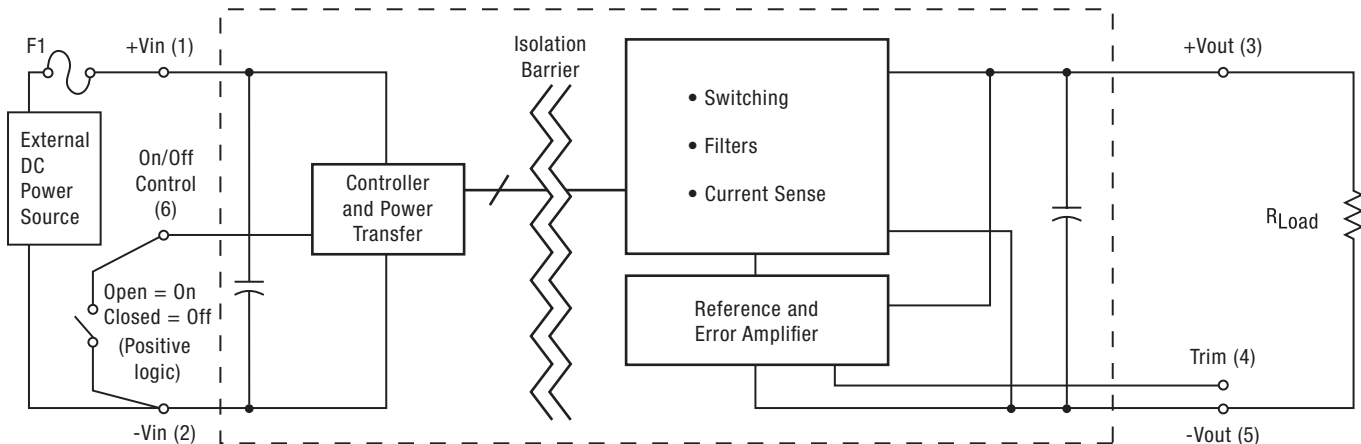 F1
+Vin (1)
External
DC
Power
Source
On/Off
Control
(6)
Open = On
Closed = Off
(Positive
logic)
-Vin (2)
Controller
and Power
Transfer
Isolation
Barrier
• Switching
• Filters
• Current Sense
Reference and
Error Amplifier
+Vout (3)
RLoad
Trim (4)
-Vout (5)